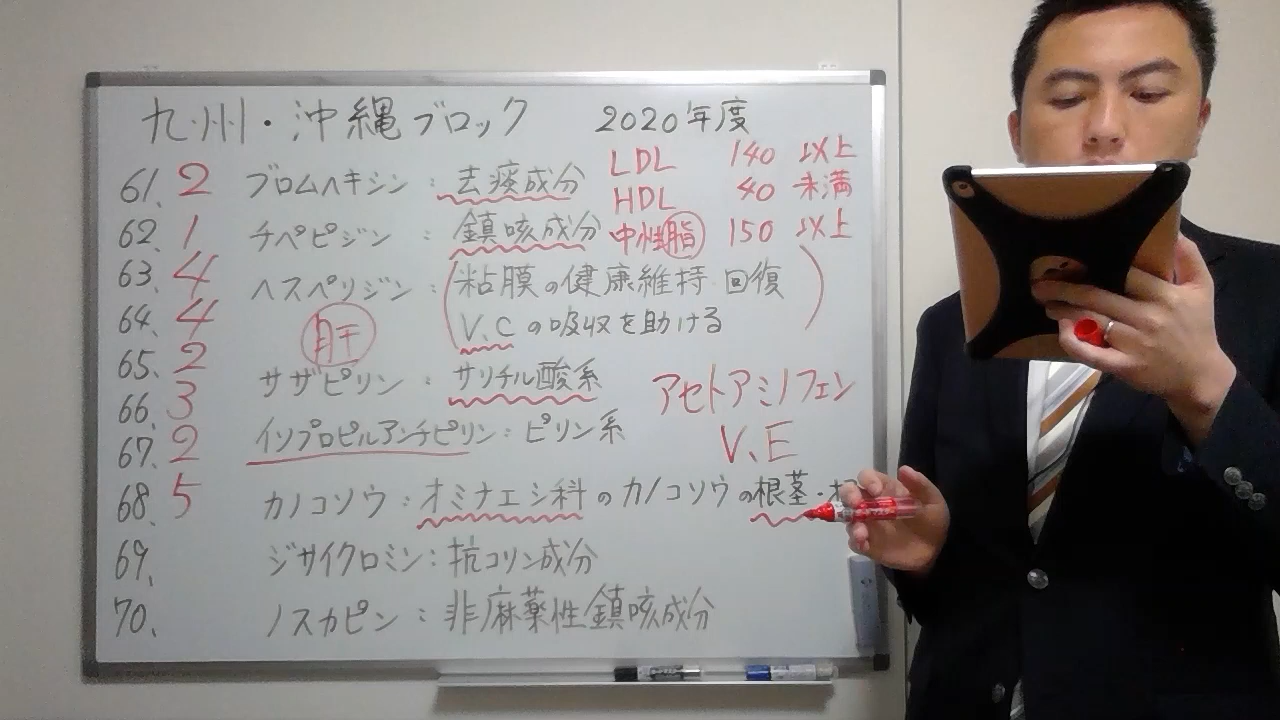 九州・沖縄ブロック 2020年度
LDL 140 以上
61. 2 ブロムヘキシン：去痰成分
HDL 40 未満
62. 1 チペピジン：鎮咳成分
中性脂 150 以上
63. 4 ヘスペリジン：(粘膜の健康維持・回復
64. 4 V.Cの吸収を助ける)
肝
65. 2 サザピリン：サリチル酸系
アセトアミノフェン
66. 3
67. 2 イソプロピルアンチピリン：ピリン系
V.E
68. 5 カノコソウ：オミナエシ科のカノコソウの根茎・
69. ジサイクロミン：抗コリン成分
70. ノスカピン：非麻薬性鎮咳成分